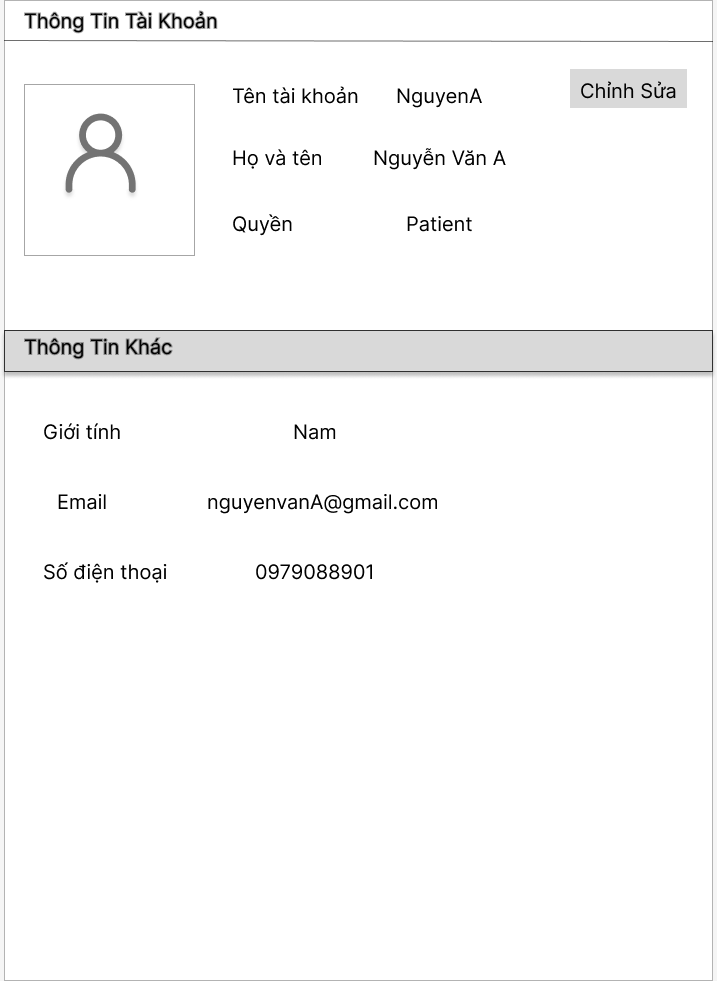 Thông Tin Tài Khoản
Tên tài khoản NguyenA Chỉnh Sửa
Họ và tên Nguyễn Văn A
Quyền Patient
Thông Tin Khác
Giới tính Nam
Email nguyenvanA@gmail.com
Số điện thoại 0979088901